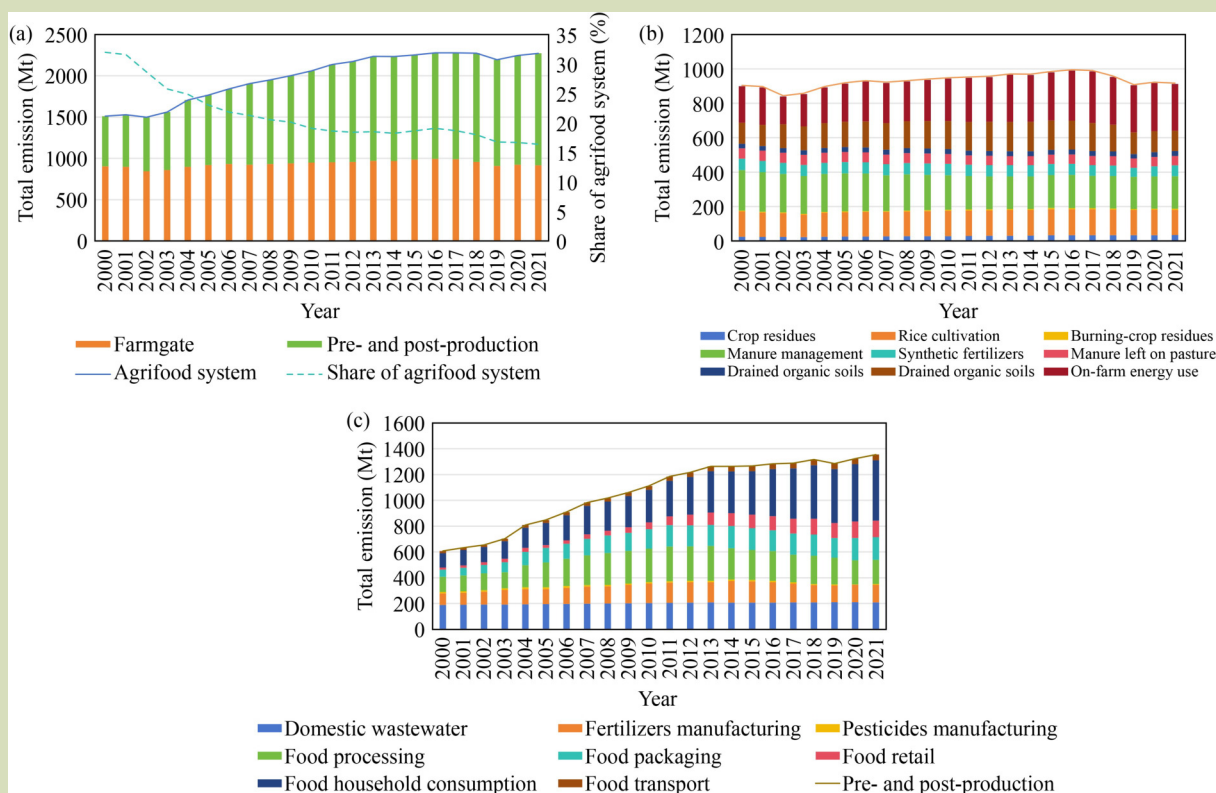 (a)
2500
2000
1500
1000
500
0
Total emission (Mt)
35
30
25
20
15
10
5
0
Share of agrifood system (%)
2000 2001 2002 2003 2004 2005 2006 2007 2008 2009 2010 2011 2012 2013 2014 2015 2016 2017 2018 2019 2020 2021
Year
Farmgate Pre- and post-production
Agrifood system Share of agrifood system
(b)
1200
1000
800
600
400
200
0
Total emission (Mt)
2000 2001 2002 2003 2004 2005 2006 2007 2008 2009 2010 2011 2012 2013 2014 2015 2016 2017 2018 2019 2020 2021
Year
Crop residues Rice cultivation Burning-crop residues
Manure management Synthetic fertilizers Manure left on pasture
Drained organic soils Drained organic soils On-farm energy use
(c)
1600
1400
1200
1000
800
600
400
200
0
Total emission (Mt)
2000 2001 2002 2003 2004 2005 2006 2007 2008 2009 2010 2011 2012 2013 2014 2015 2016 2017 2018 2019 2020 2021
Year
Domestic wastewater Fertilizers manufacturing Pesticides manufacturing
Food processing Food packaging Food retail
Food household consumption Food transport Pre- and post-production